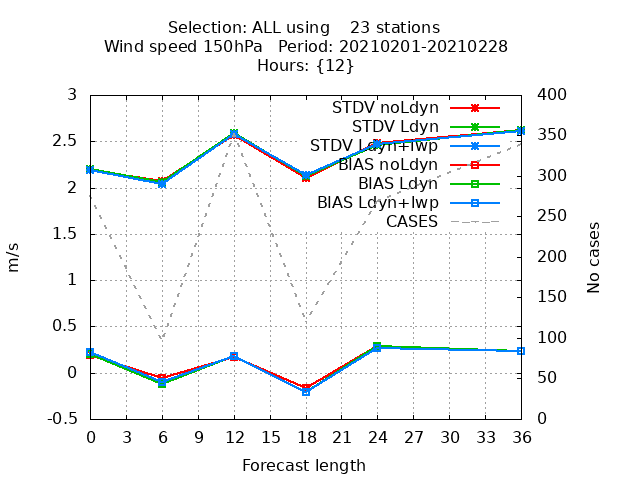 Selection: ALL using 23 stations
Wind speed 150hPa Period: 20210201-20210228
Hours: {12}
3
2.5
2
1.5
1
0.5
0
-0.5
m/s
400
350
300
250
200
150
100
50
0
No cases
STDV noLdyn
STDV Ldyn
STDV Ldyn+lwp
BIAS noLdyn
BIAS Ldyn
BIAS Ldyn+lwp
CASES
0 3 6 9 12 15 18 21 24 27 30 33 36
Forecast length